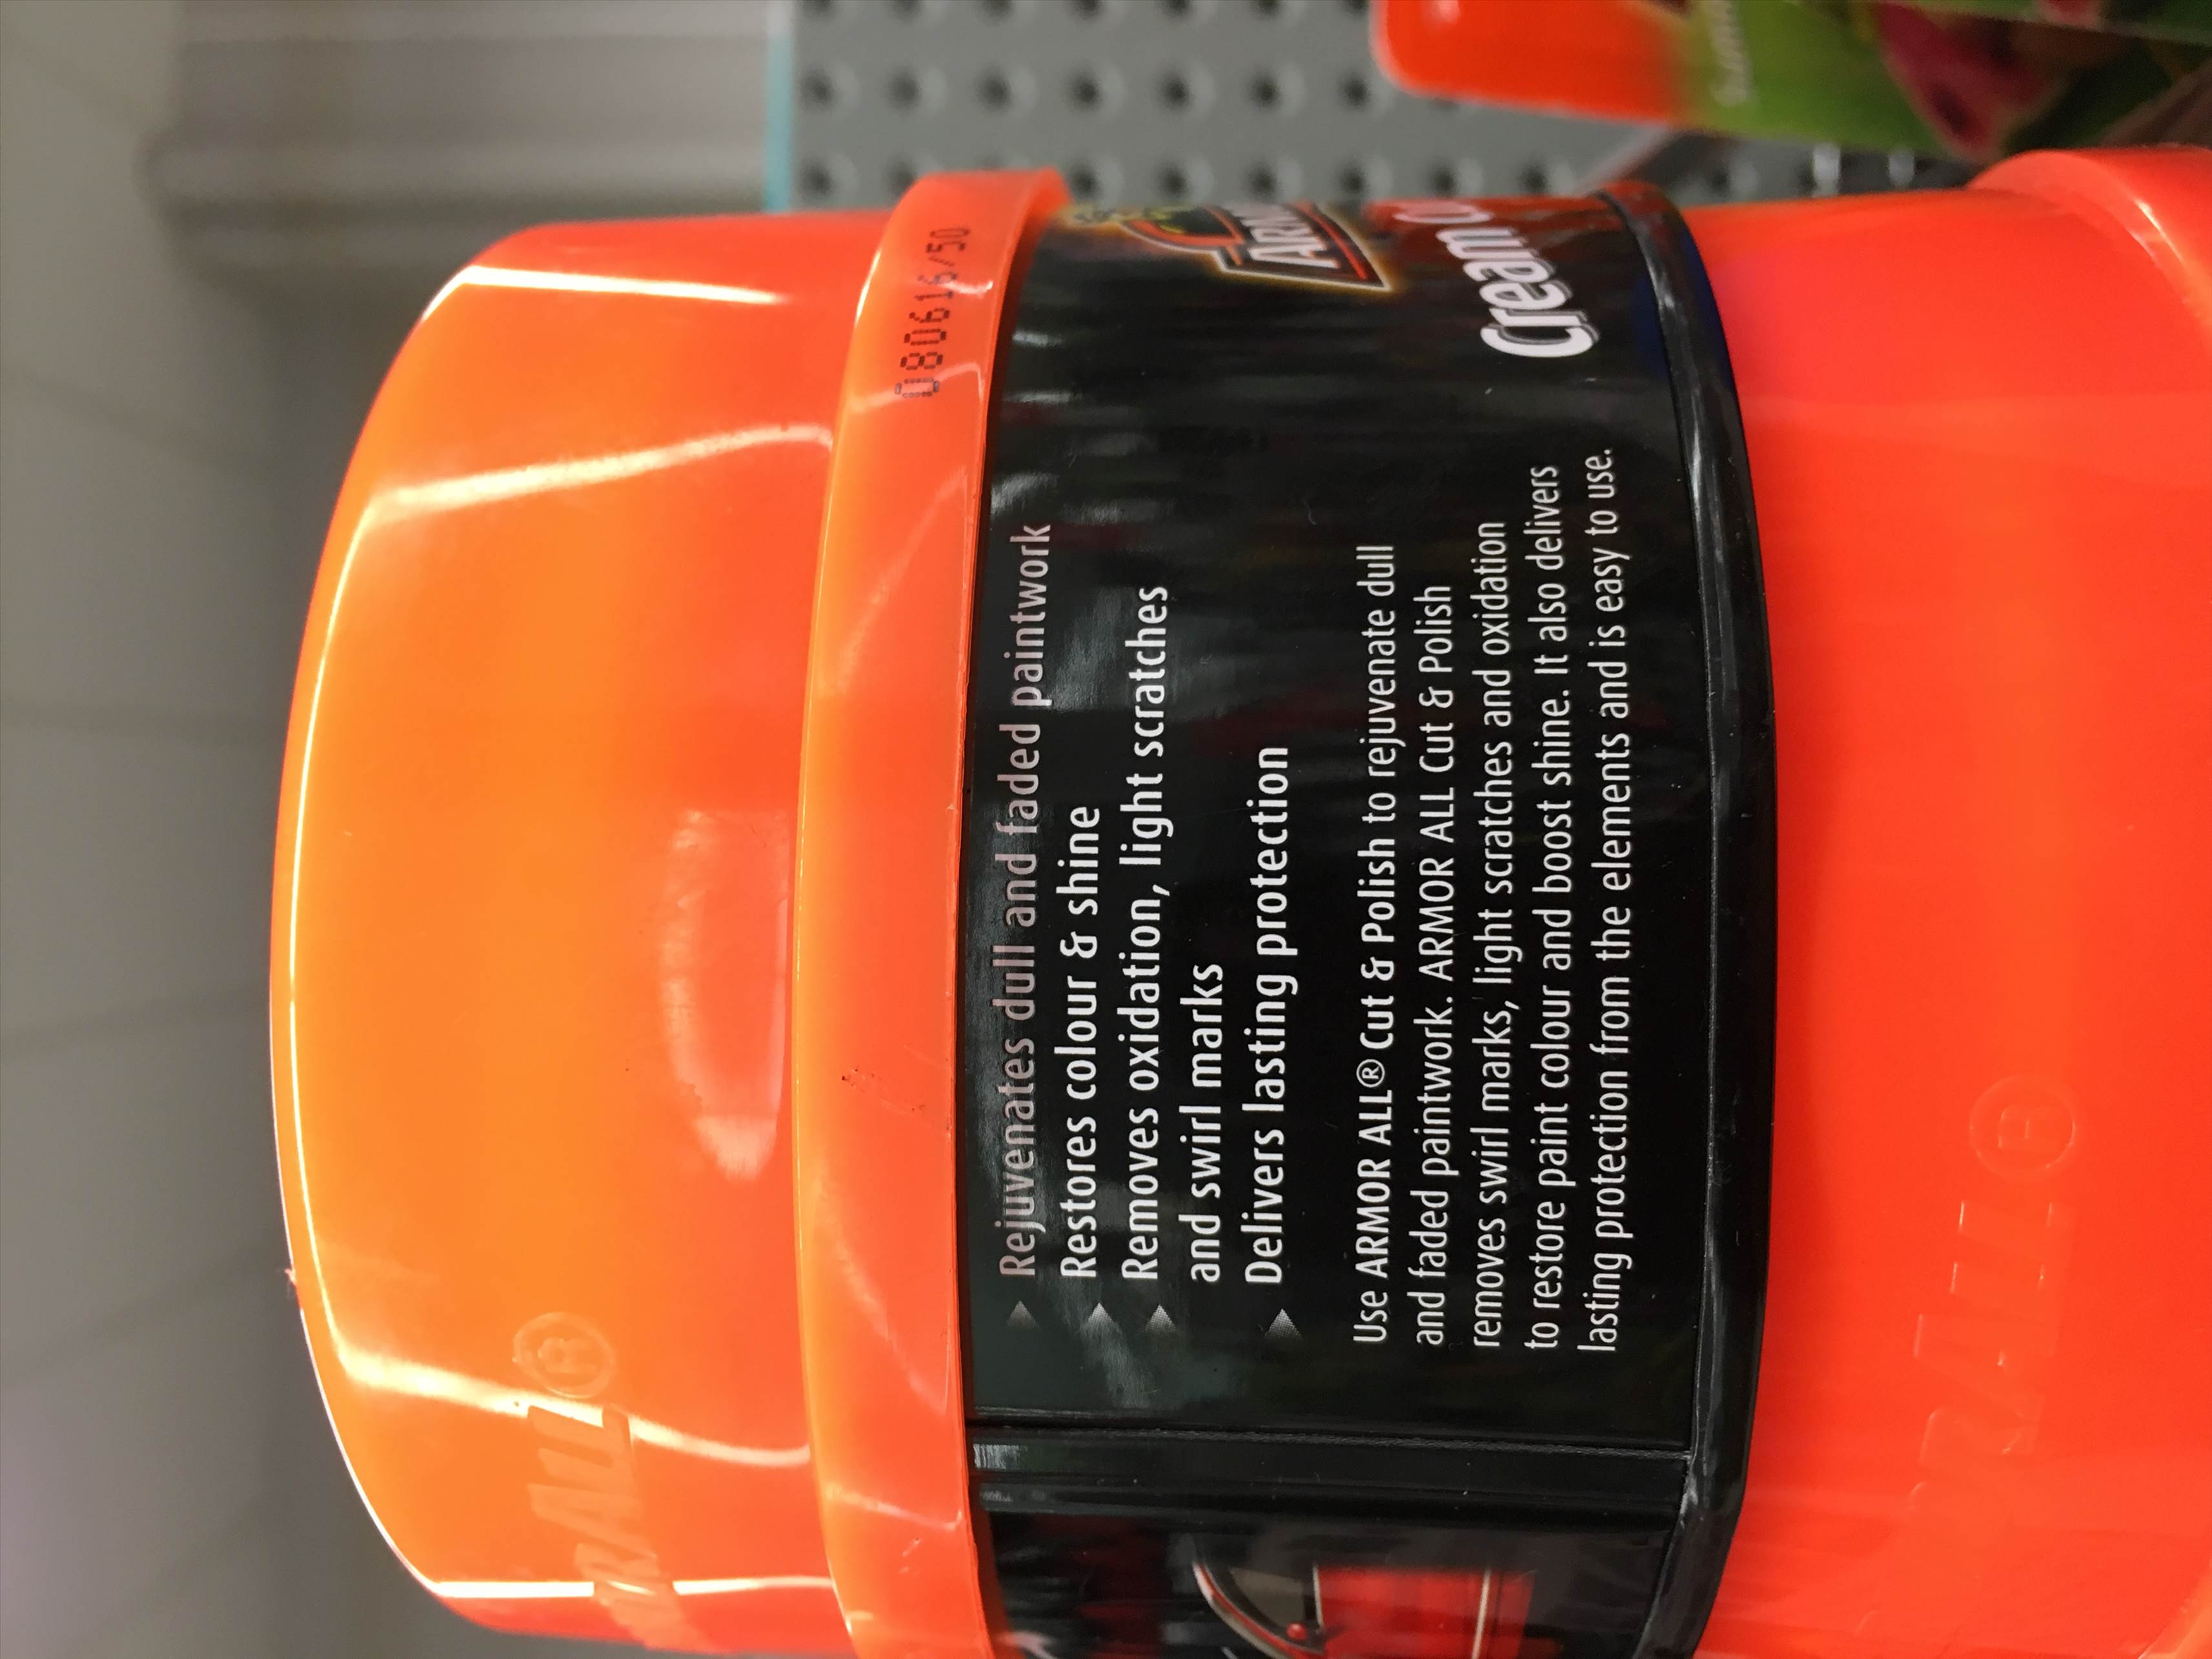 080616/50
Rejuvenates dull and faded paintwork
Restores colour & shine
Removes oxidation, light scratches
and swirl marks
Delivers lasting protection
Use ARMOR ALL® Cut & Polish to rejuvenate dull
and faded paintwork. ARMOR ALL Cut & Polish
removes swirl marks, light scratches and oxidation
to restore paint colour and boost shine. It also delivers
lasting protection from the elements and is easy to use.
Cream
ALL®
ALL®